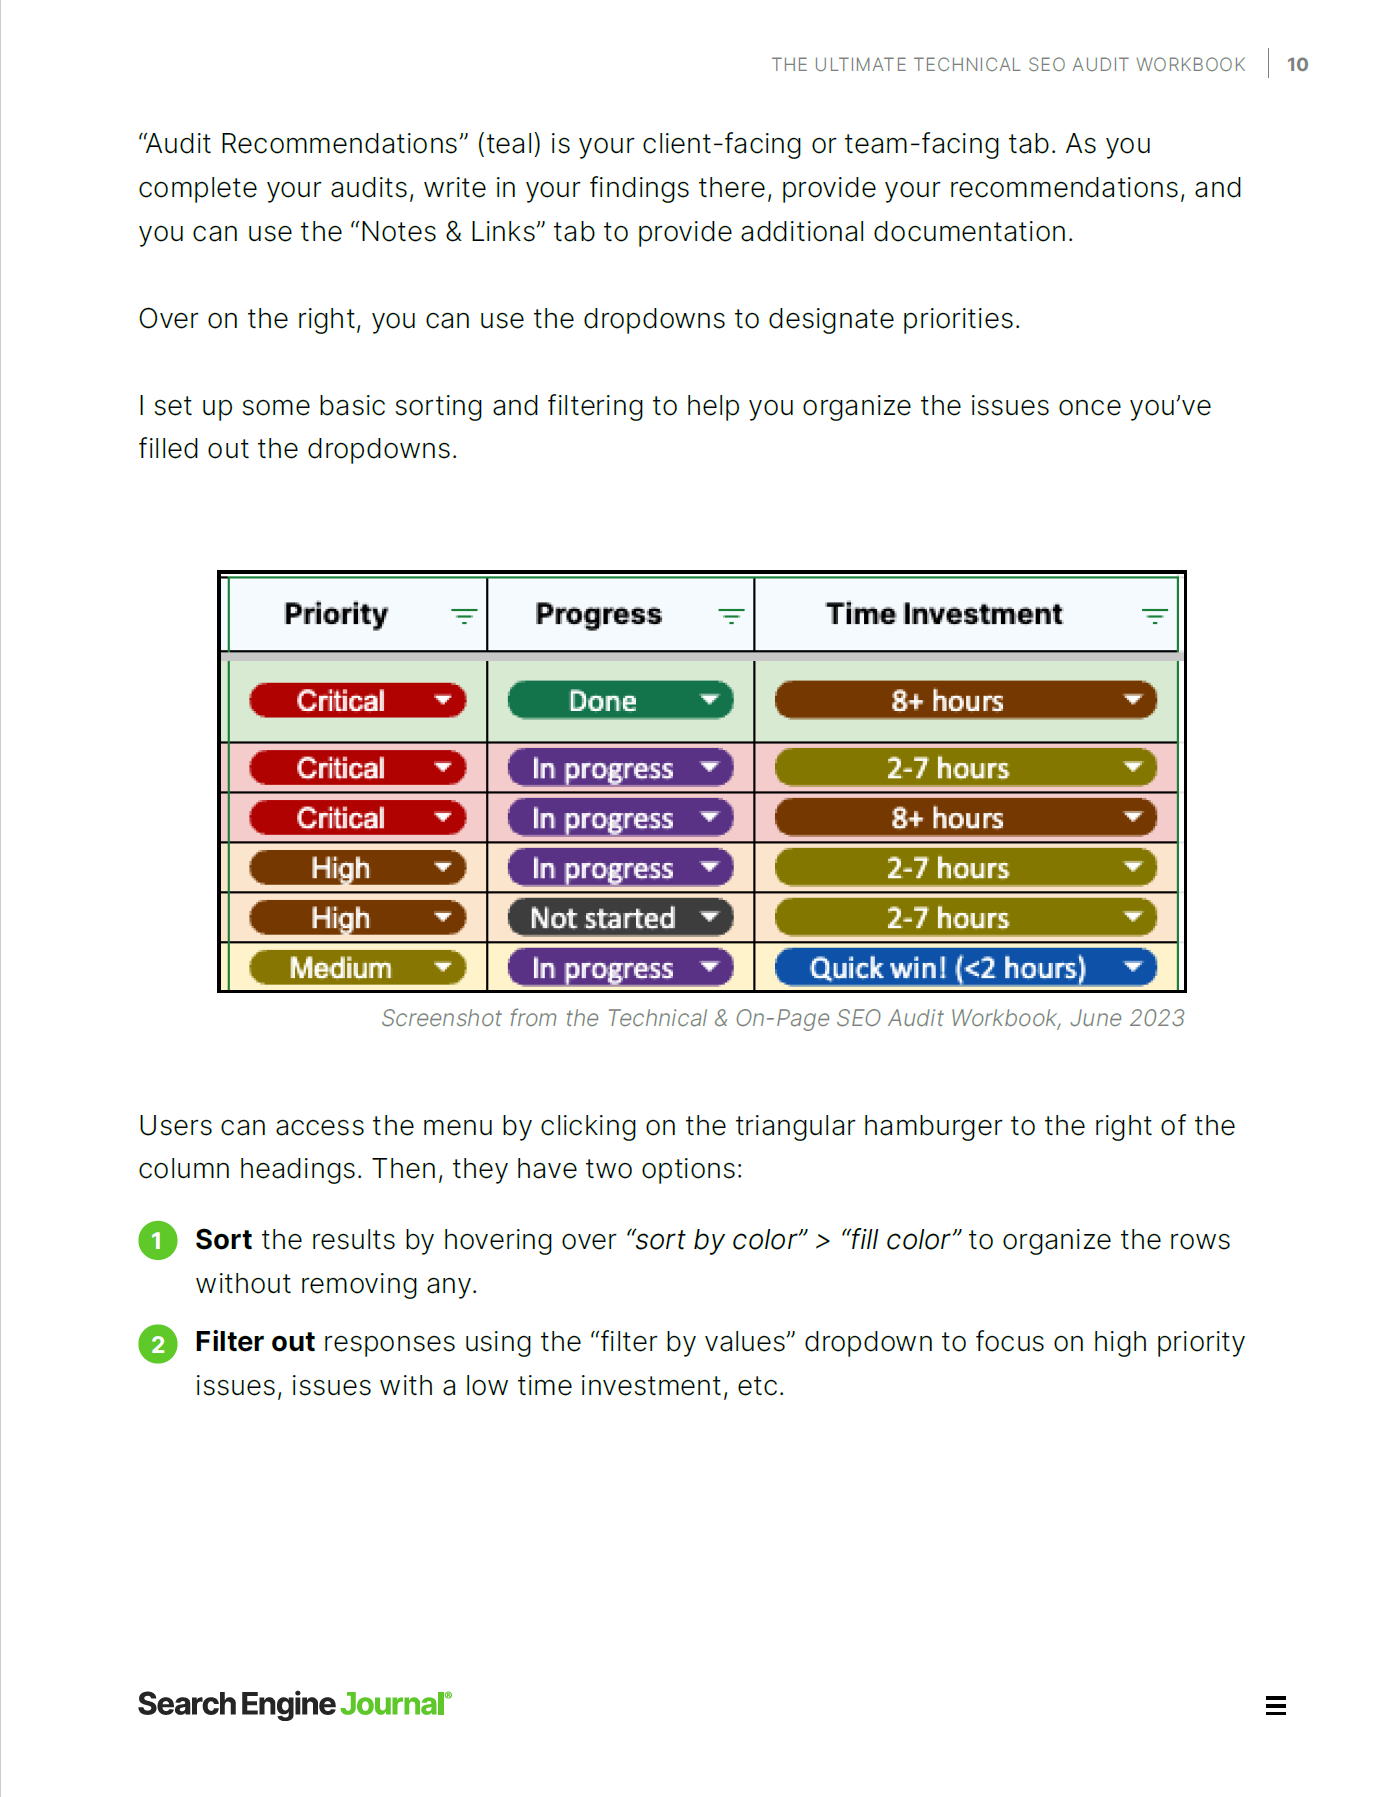 THE ULTIMATE TECHNICAL SEO AUDIT WORKBOOK 10
“Audit Recommendations” (teal) is your client-facing or team-facing tab. As you
complete your audits, write in your findings there, provide your recommendations, and
you can use the “Notes & Links” tab to provide additional documentation.
Over on the right, you can use the dropdowns to designate priorities.
I set up some basic sorting and filtering to help you organize the issues once you’ve
filled out the dropdowns.
Priority Progress Time Investment
Critical Done 8+ hours
Critical In progress 2-7 hours
Critical In progress 8+ hours
High In progress 2-7 hours
High Not started 2-7 hours
Medium In progress Quick win! (<2 hours)
Screenshot from the Technical & On-Page SEO Audit Workbook, June 2023
Users can access the menu by clicking on the triangular hamburger to the right of the
column headings. Then, they have two options:
1 Sort the results by hovering over “sort by color” > “fill color” to organize the rows
without removing any.
2 Filter out responses using the “filter by values” dropdown to focus on high priority
issues, issues with a low time investment, etc.
Search Engine Journal®